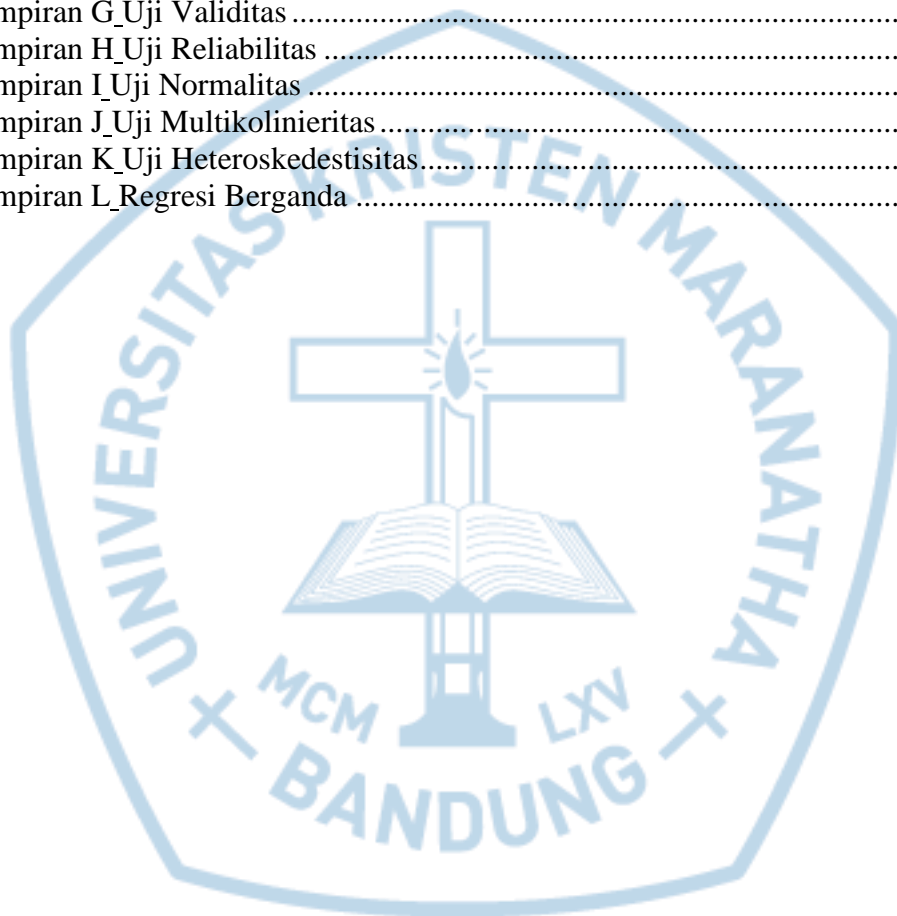 mpiran G Uji Validitas ..........................................................................
mpiran H Uji Reliabilitas ......................................................................
mpiran I Uji Normalitas ........................................................................
mpiran J Uji Multikolinieritas ...............................................................
mpiran K Uji Heteroskedestisitas..........................................................
mpiran L Regresi Berganda ..................................................................
UNIVERSITAS KRISTEN MARANATHA
MCM LXV
+ BANDUNG +